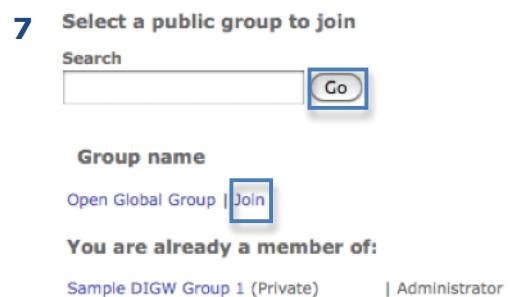 7 Select a public group to join
Search
Go
Group name
Open Global Group | Join
You are already a member of:
Sample DIGW Group 1 (Private) | Administrator